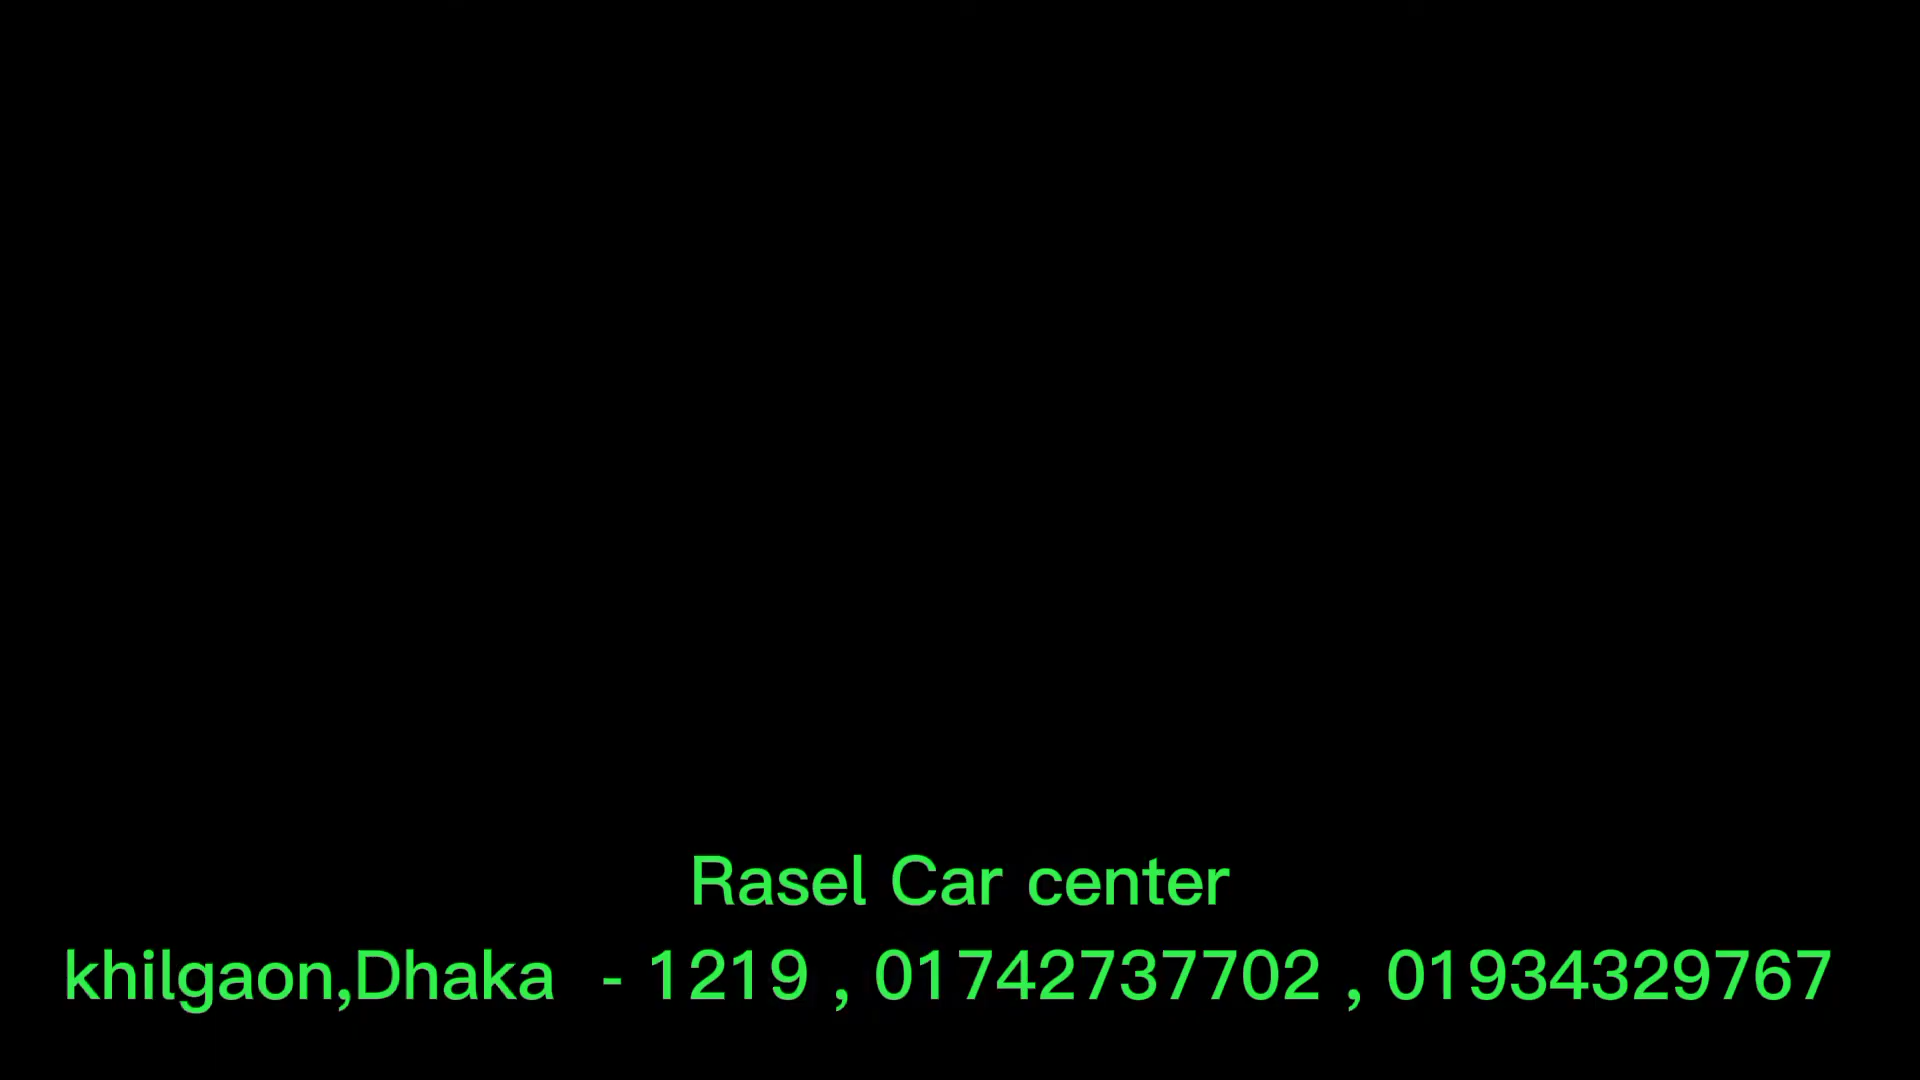 Rasel Car center
khilgaon,Dhaka  - 1219 , 01742737702 , 01934329767